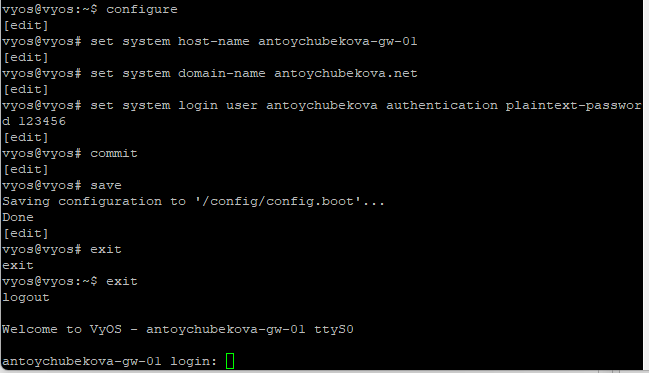 vyos@vyos:~$ configure
[edit]
vyos@vyos# set system host-name antoychubekova-gw-01
[edit]
vyos@vyos# set system domain-name antoychubekova.net
[edit]
vyos@vyos# set system login user antoychubekova authentication plaintext-passwor
d 123456
[edit]
vyos@vyos# commit
[edit]
vyos@vyos# save
Saving configuration to '/config/config.boot'...
Done
[edit]
vyos@vyos# exit
exit
vyos@vyos:~$ exit
logout
Welcome to VyOS - antoychubekova-gw-01 ttyS0
antoychubekova-gw-01 login: